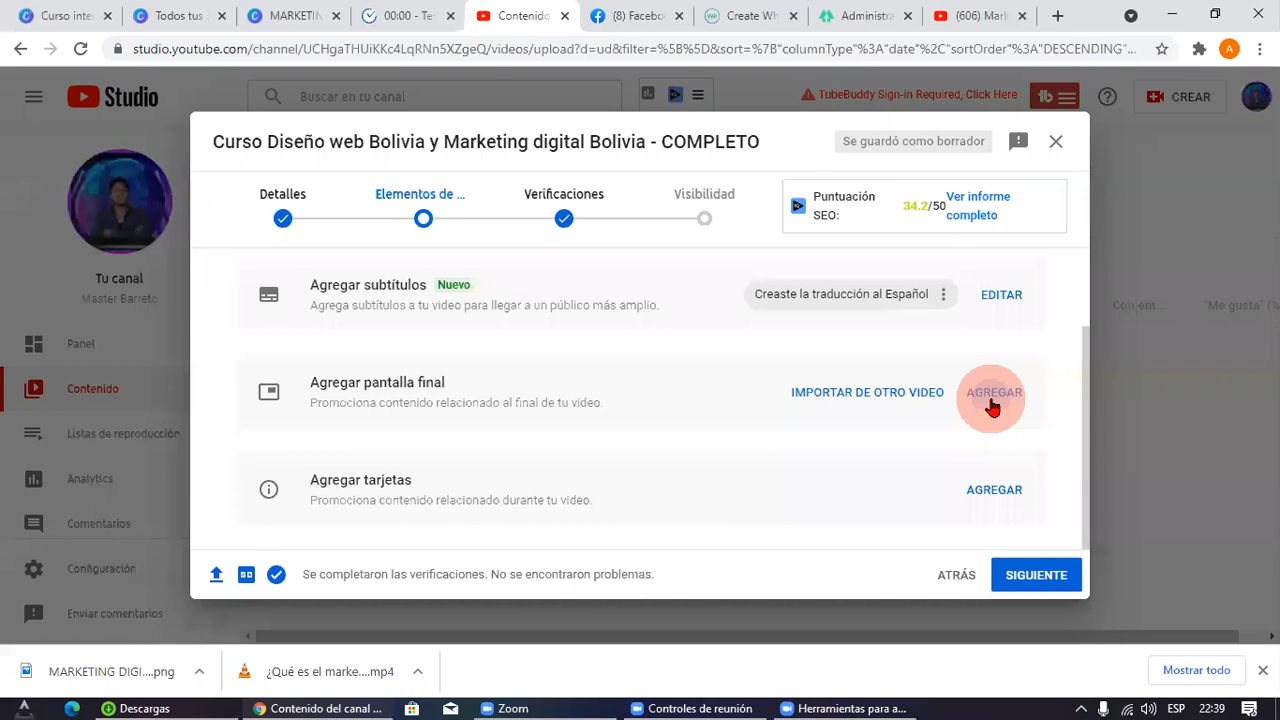 Curso inte
Todos tus
MARKETING
00:00 - Te
Contenido
(8) Facebo
Create Wh
Administra
(606) Mark
studio.youtube.com/channel/UCHgaTHUiKKc4LqRNn5XZgeQ/videos/upload?d=ud&filter=%5B%5D&sort=%7B"columnType"%3A"date"%2C"sortOrder"%3A"DESCENDING"...
A
Studio
Buscar en tu canal
TubeBuddy Sign-in Required, Click Here
CREAR
Curso Diseño web Bolivia y Marketing digital Bolivia - COMPLETO
Se guardó como borrador
Detalles
Elementos de ...
Verificaciones
Visibilidad
Puntuación SEO:
34.2/50
Ver informe completo
Tu canal
Master Barreto
Agregar subtítulos Nuevo
Agrega subtítulos a tu video para llegar a un público más amplio.
Creaste la traducción al Español
EDITAR
Coment...
"Me gusta" (%
Panel
Contenido
Listas de reproducción
Analytics
Comentarios
Configuración
Enviar comentarios
Agregar pantalla final
Promociona contenido relacionado al final de tu video.
IMPORTAR DE OTRO VIDEO
AGREGAR
Agregar tarjetas
Promociona contenido relacionado durante tu video.
AGREGAR
SD
Se completaron las verificaciones. No se encontraron problemas.
ATRÁS
SIGUIENTE
MARKETING DIGI....png
¿Qué es el marke....mp4
Mostrar todo
Descargas
Contenido del canal ...
Zoom
Controles de reunión
Herramientas para a...
ESP
22:39